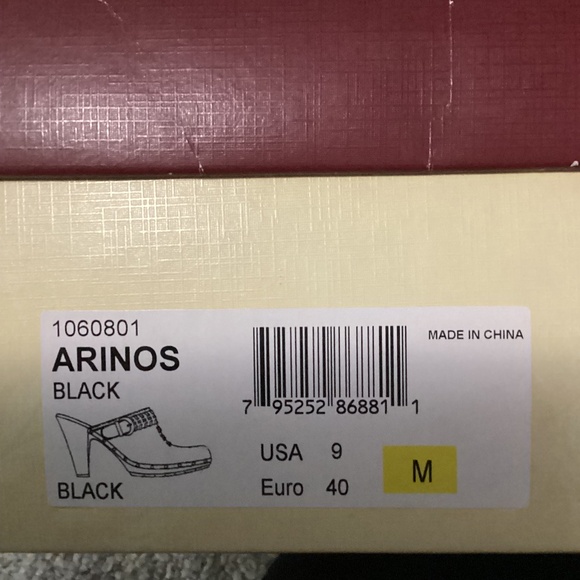 1060801
ARINOS
BLACK
BLACK
7 95252 86881 1
MADE IN CHINA
USA 9
Euro 40
M